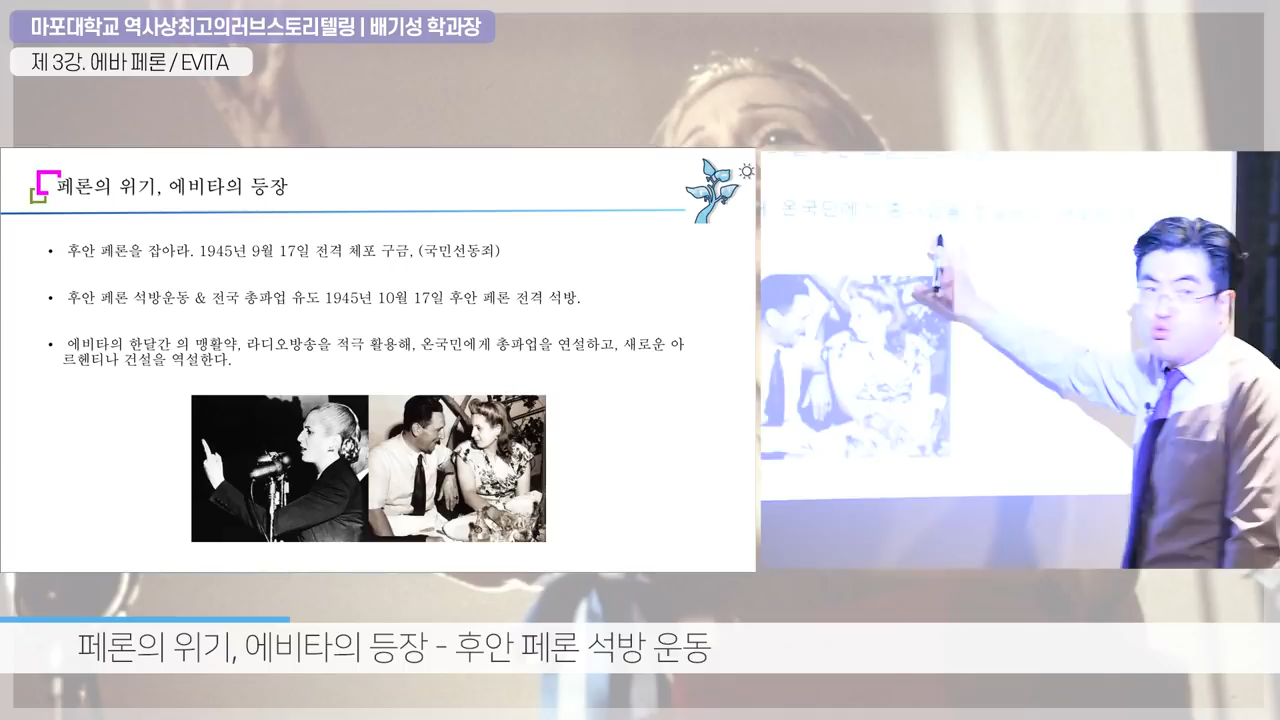 마포대학교 역사상최고의러브스토리텔링 | 배기성 학과장
제 3강. 에바 페론 / EVITA
페론의 위기, 에비타의 등장
• 후안 페론을 잡아라. 1945년 9월 17일 전격 체포 구금, (국민선동죄)
• 후안 페론 석방운동 & 전국 총파업 유도 1945년 10월 17일 후안 페론 전격 석방.
• 에비타의 한달간 의 맹활약, 라디오방송을 적극 활용해, 온국민에게 총파업을 연설하고, 새로운 아
르헨티나 건설을 역설한다.
온국민에
페론의 위기, 에비타의 등장 - 후안 페론 석방 운동